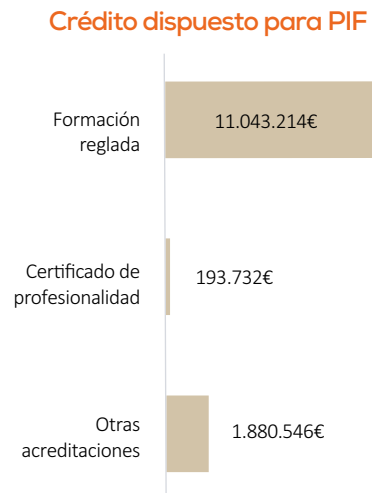 Crédito dispuesto para PIF
Formación
reglada
11.043.214€
Certificado de
profesionalidad
193.732€
Otras
acreditaciones
1.880.546€